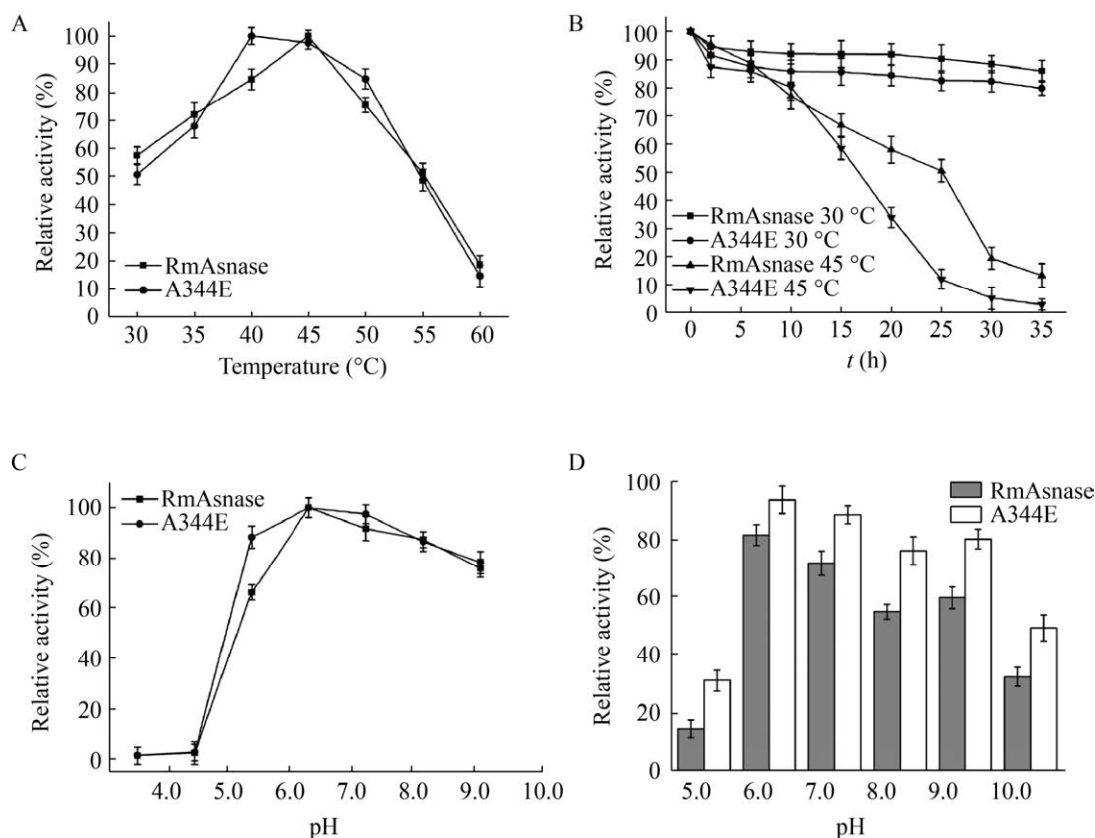 A
Relative activity (%)
100
90
80
70
60
50
40
30
20
10
0
RmAsnase
A344E
30 35 40 45 50 55 60
Temperature (°C)
B
Relative activity (%)
100
90
80
70
60
50
40
30
20
10
0
RmAsnase 30 °C
A344E 30 °C
RmAsnase 45 °C
A344E 45 °C
0 5 10 15 20 25 30 35
t (h)
C
Relative activity (%)
100
80
60
40
20
0
RmAsnase
A344E
4.0 5.0 6.0 7.0 8.0 9.0 10.0
pH
D
Relative activity (%)
100
80
60
40
20
0
RmAsnase
A344E
5.0 6.0 7.0 8.0 9.0 10.0
pH